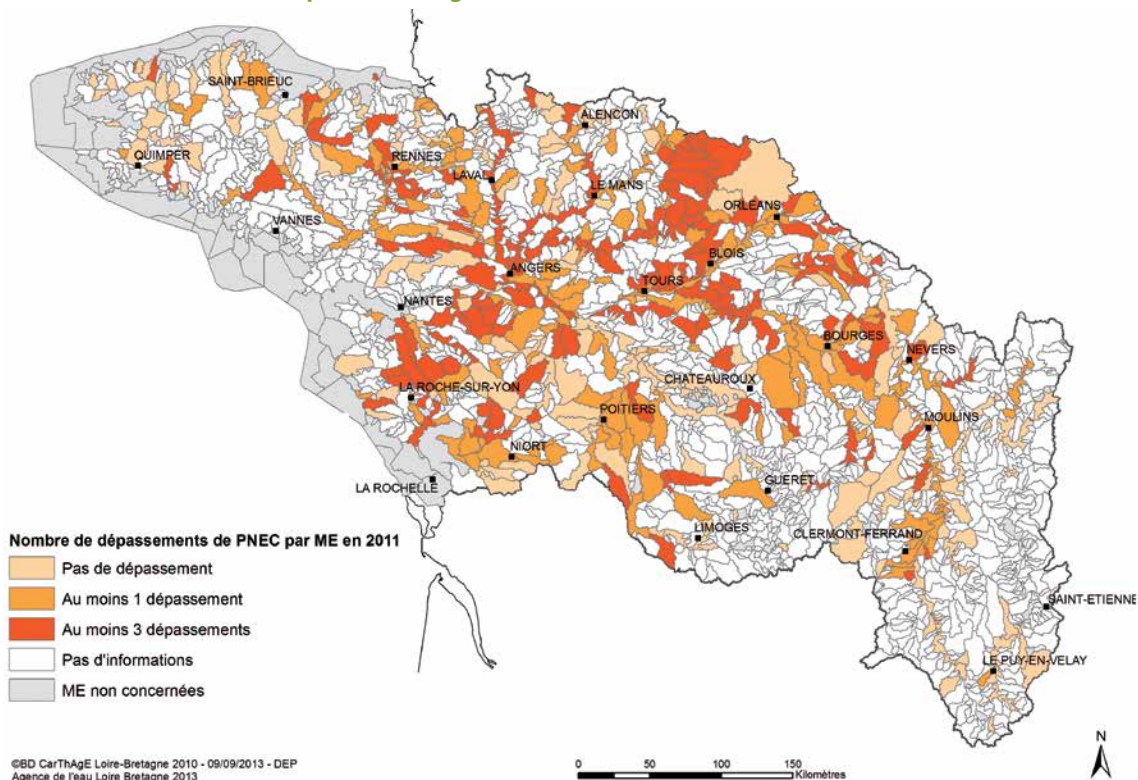 SAINT-BRIEUC
ALENCON
QUIMPER
RENNES
LAVAL
LE MANS
ORLEANS
VANNES
BLOIS
ANGERS
TOURS
NANTES
BOURGES
NEVERS
CHATEAUROUX
LA ROCHE-SUR-YON
POITIERS
MOULINS
NIORT
LA ROCHELLE
GUERET
LIMOGES
CLERMONT-FERRAND
SAINT-ETIENNE
LE PUY-EN-VELAY
Nombre de dépassements de PNEC par ME en 2011
Pas de dépassement
Au moins 1 dépassement
Au moins 3 dépassements
Pas d'informations
ME non concernées
©BD CarThAgE Loire-Bretagne 2010 - 09/09/2013 - DEP
Agence de l'eau Loire Bretagne 2013
0 50 100 150
Kilomètres
N